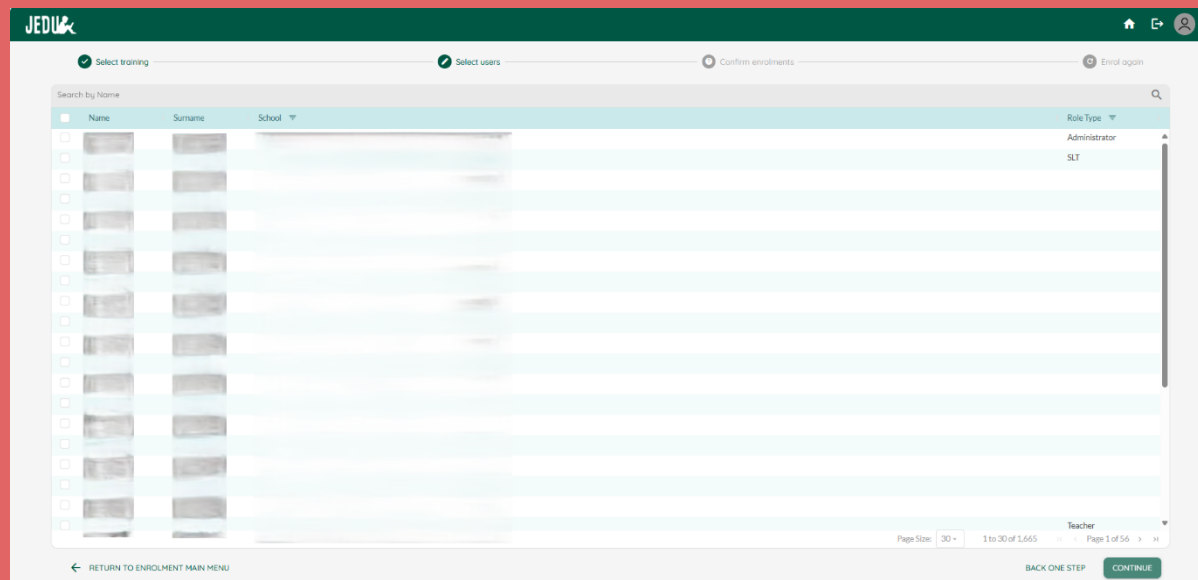 JEDUK
Select training Select users Confirm enrolments Enrol again
Search by Name
Name Surname School Role Type
Administrator
SLT
Teacher
Page Size: 30 1 to 30 of 1,665 Page 1 of 56
RETURN TO ENROLMENT MAIN MENU BACK ONE STEP CONTINUE